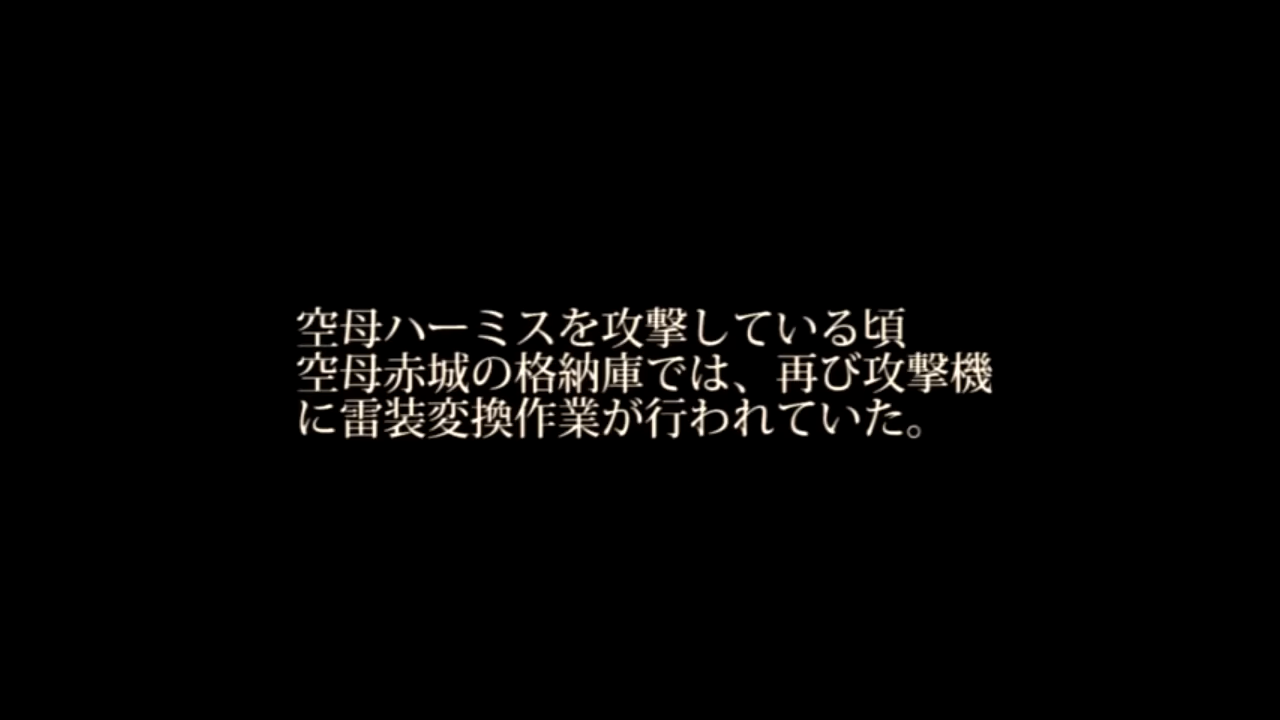 空母ハーミスを攻撃している頃
空母赤城の格納庫では、再び攻撃機
に雷装変換作業が行われていた。